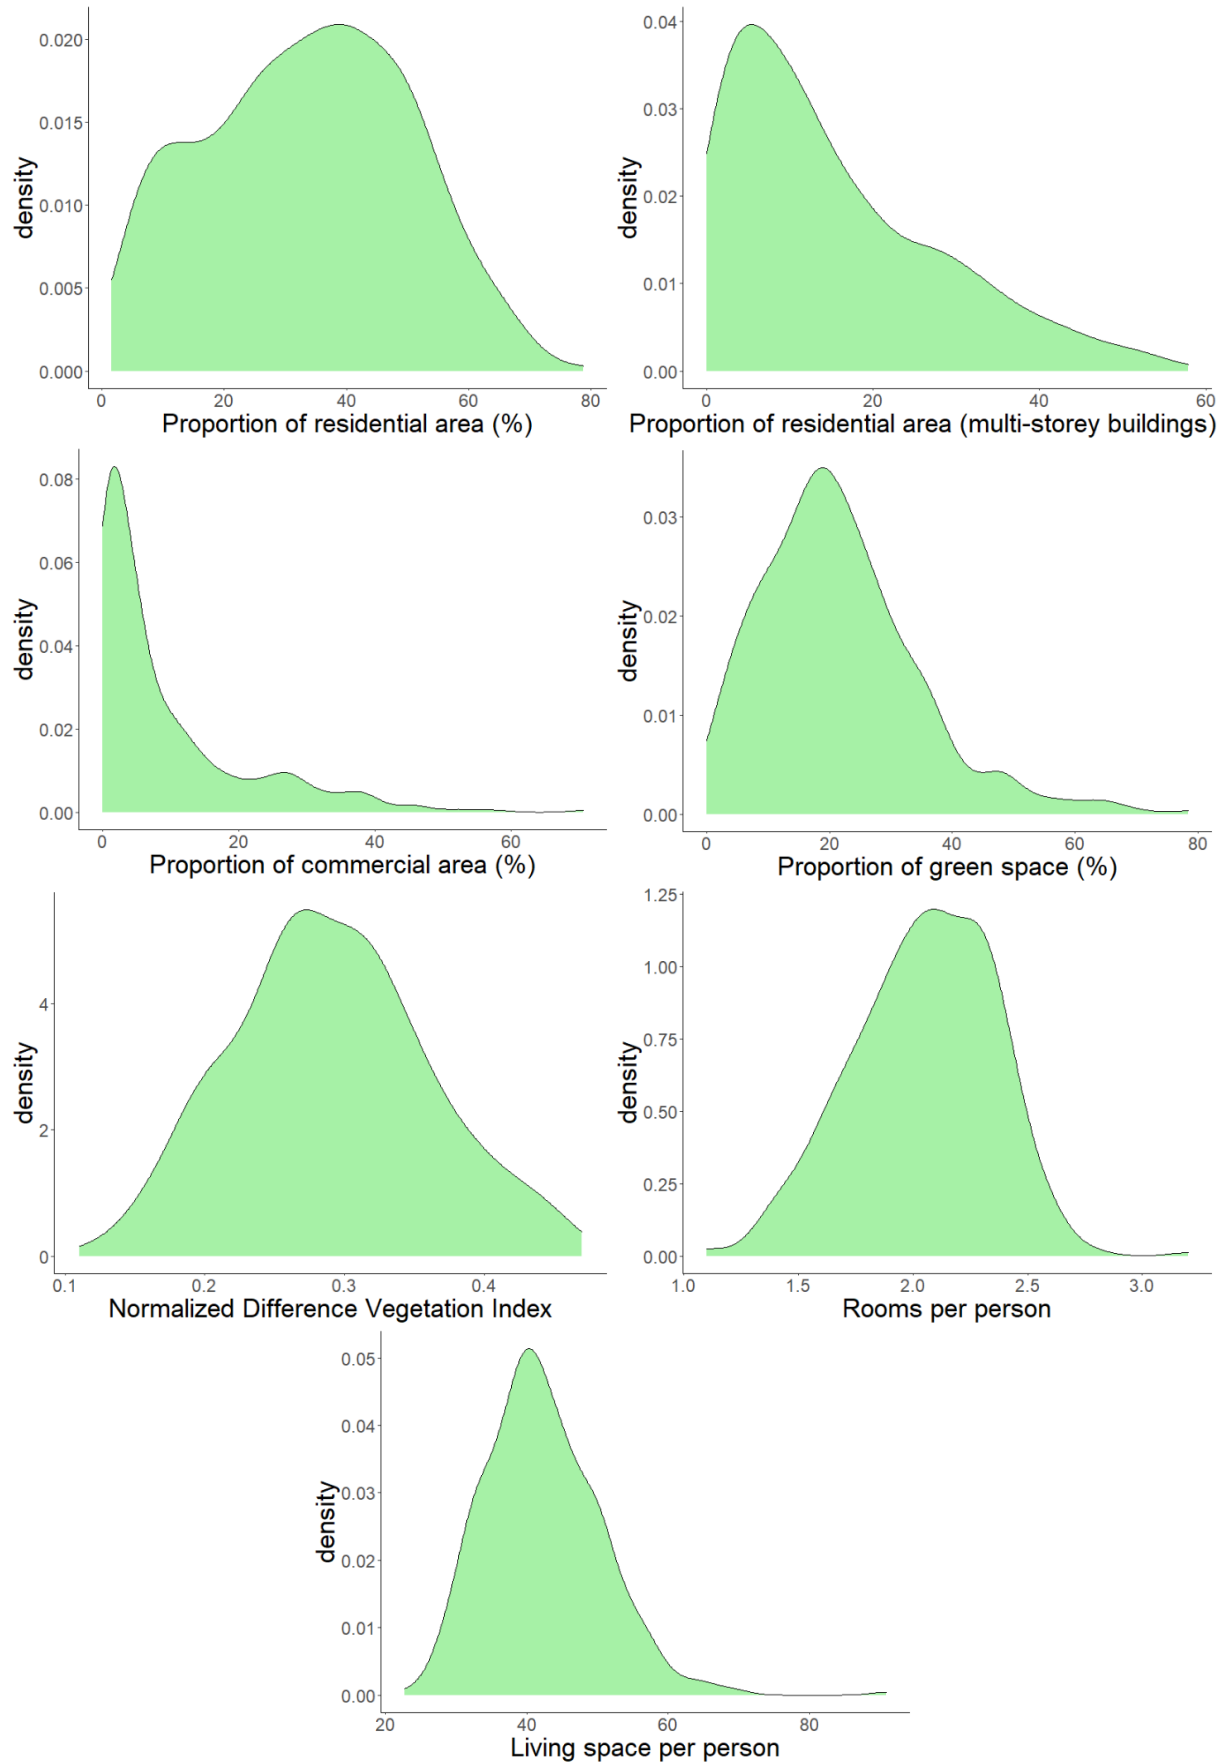 0.020
0.015
0.010
0.005
0.000
density
0 20 40 60 80
Proportion of residential area (%)
0.04
0.03
0.02
0.01
0.00
density
0 20 40 60
Proportion of residential area (multi-storey buildings)
0.08
0.06
0.04
0.02
0.00
density
0 20 40 60
Proportion of commercial area (%)
0.03
0.02
0.01
0.00
density
0 20 40 60 80
Proportion of green space (%)
4
2
0
density
0.1 0.2 0.3 0.4
Normalized Difference Vegetation Index
1.25
1.00
0.75
0.50
0.25
0.00
density
1.0 1.5 2.0 2.5 3.0
Rooms per person
0.05
0.04
0.03
0.02
0.01
0.00
density
20 40 60 80
Living space per person